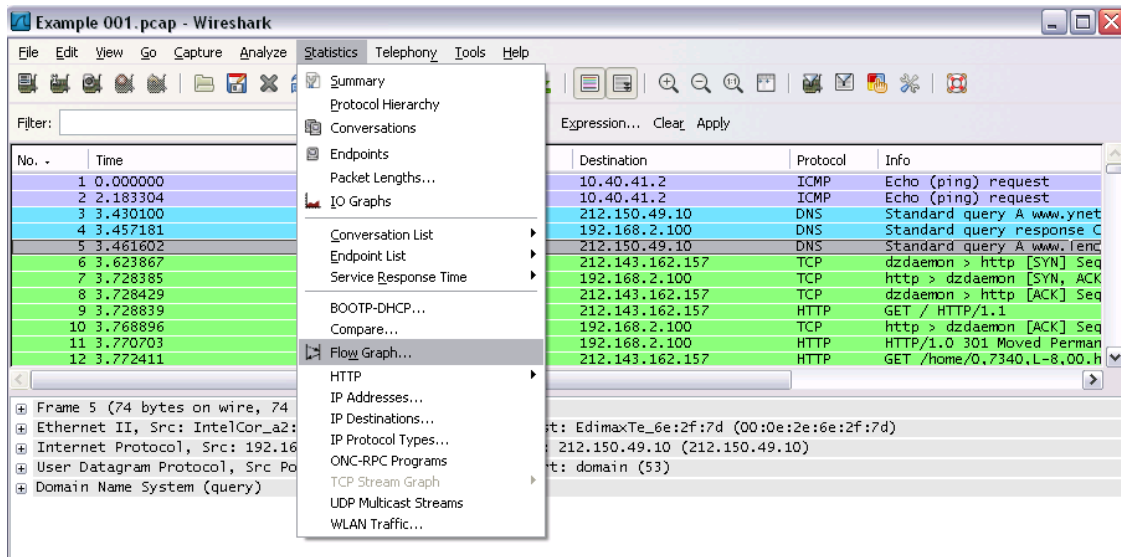 Example 001.pcap - Wireshark
File Edit View Go Capture Analyze Statistics Telephony Tools Help
Summary
Protocol Hierarchy
Conversations
Endpoints
Packet Lengths...
IO Graphs
Conversation List
Endpoint List
Service Response Time
BOOTP-DHCP...
Compare...
Flow Graph...
HTTP
IP Addresses...
IP Destinations...
IP Protocol Types...
ONC-RPC Programs
TCP Stream Graph
UDP Multicast Streams
WLAN Traffic...
Filter: Expression... Clear Apply
No. Time Destination Protocol Info
1 0.000000 10.40.41.2 ICMP Echo (ping) request
2 2.183304 10.40.41.2 ICMP Echo (ping) request
3 3.430100 212.150.49.10 DNS Standard query A www.ynet
4 3.457181 192.168.2.100 DNS Standard query response C
5 3.461602 212.150.49.10 DNS Standard query A
6 3.623867 212.143.162.157 TCP dzdaemon > http [SYN] Seq
7 3.728385 192.168.2.100 TCP http > dzdaemon [SYN, ACK
8 3.728429 212.143.162.157 TCP dzdaemon > http [ACK] Seq
9 3.728839 212.143.162.157 HTTP GET / HTTP/1.1
10 3.768896 192.168.2.100 TCP http > dzdaemon [ACK] Seq
11 3.770703 192.168.2.100 HTTP HTTP/1.0 301 Moved Perman
12 3.772411 212.143.162.157 HTTP GET /home/0,7340,L-8,00.h
Frame 5 (74 bytes on wire, 74
Ethernet II, Src: IntelCor_a2: st: EdimaxTe_6e:2f:7d (00:0e:2e:6e:2f:7d)
Internet Protocol, Src: 192.16 : 212.150.49.10 (212.150.49.10)
User Datagram Protocol, Src Po rt: domain (53)
Domain Name System (query)